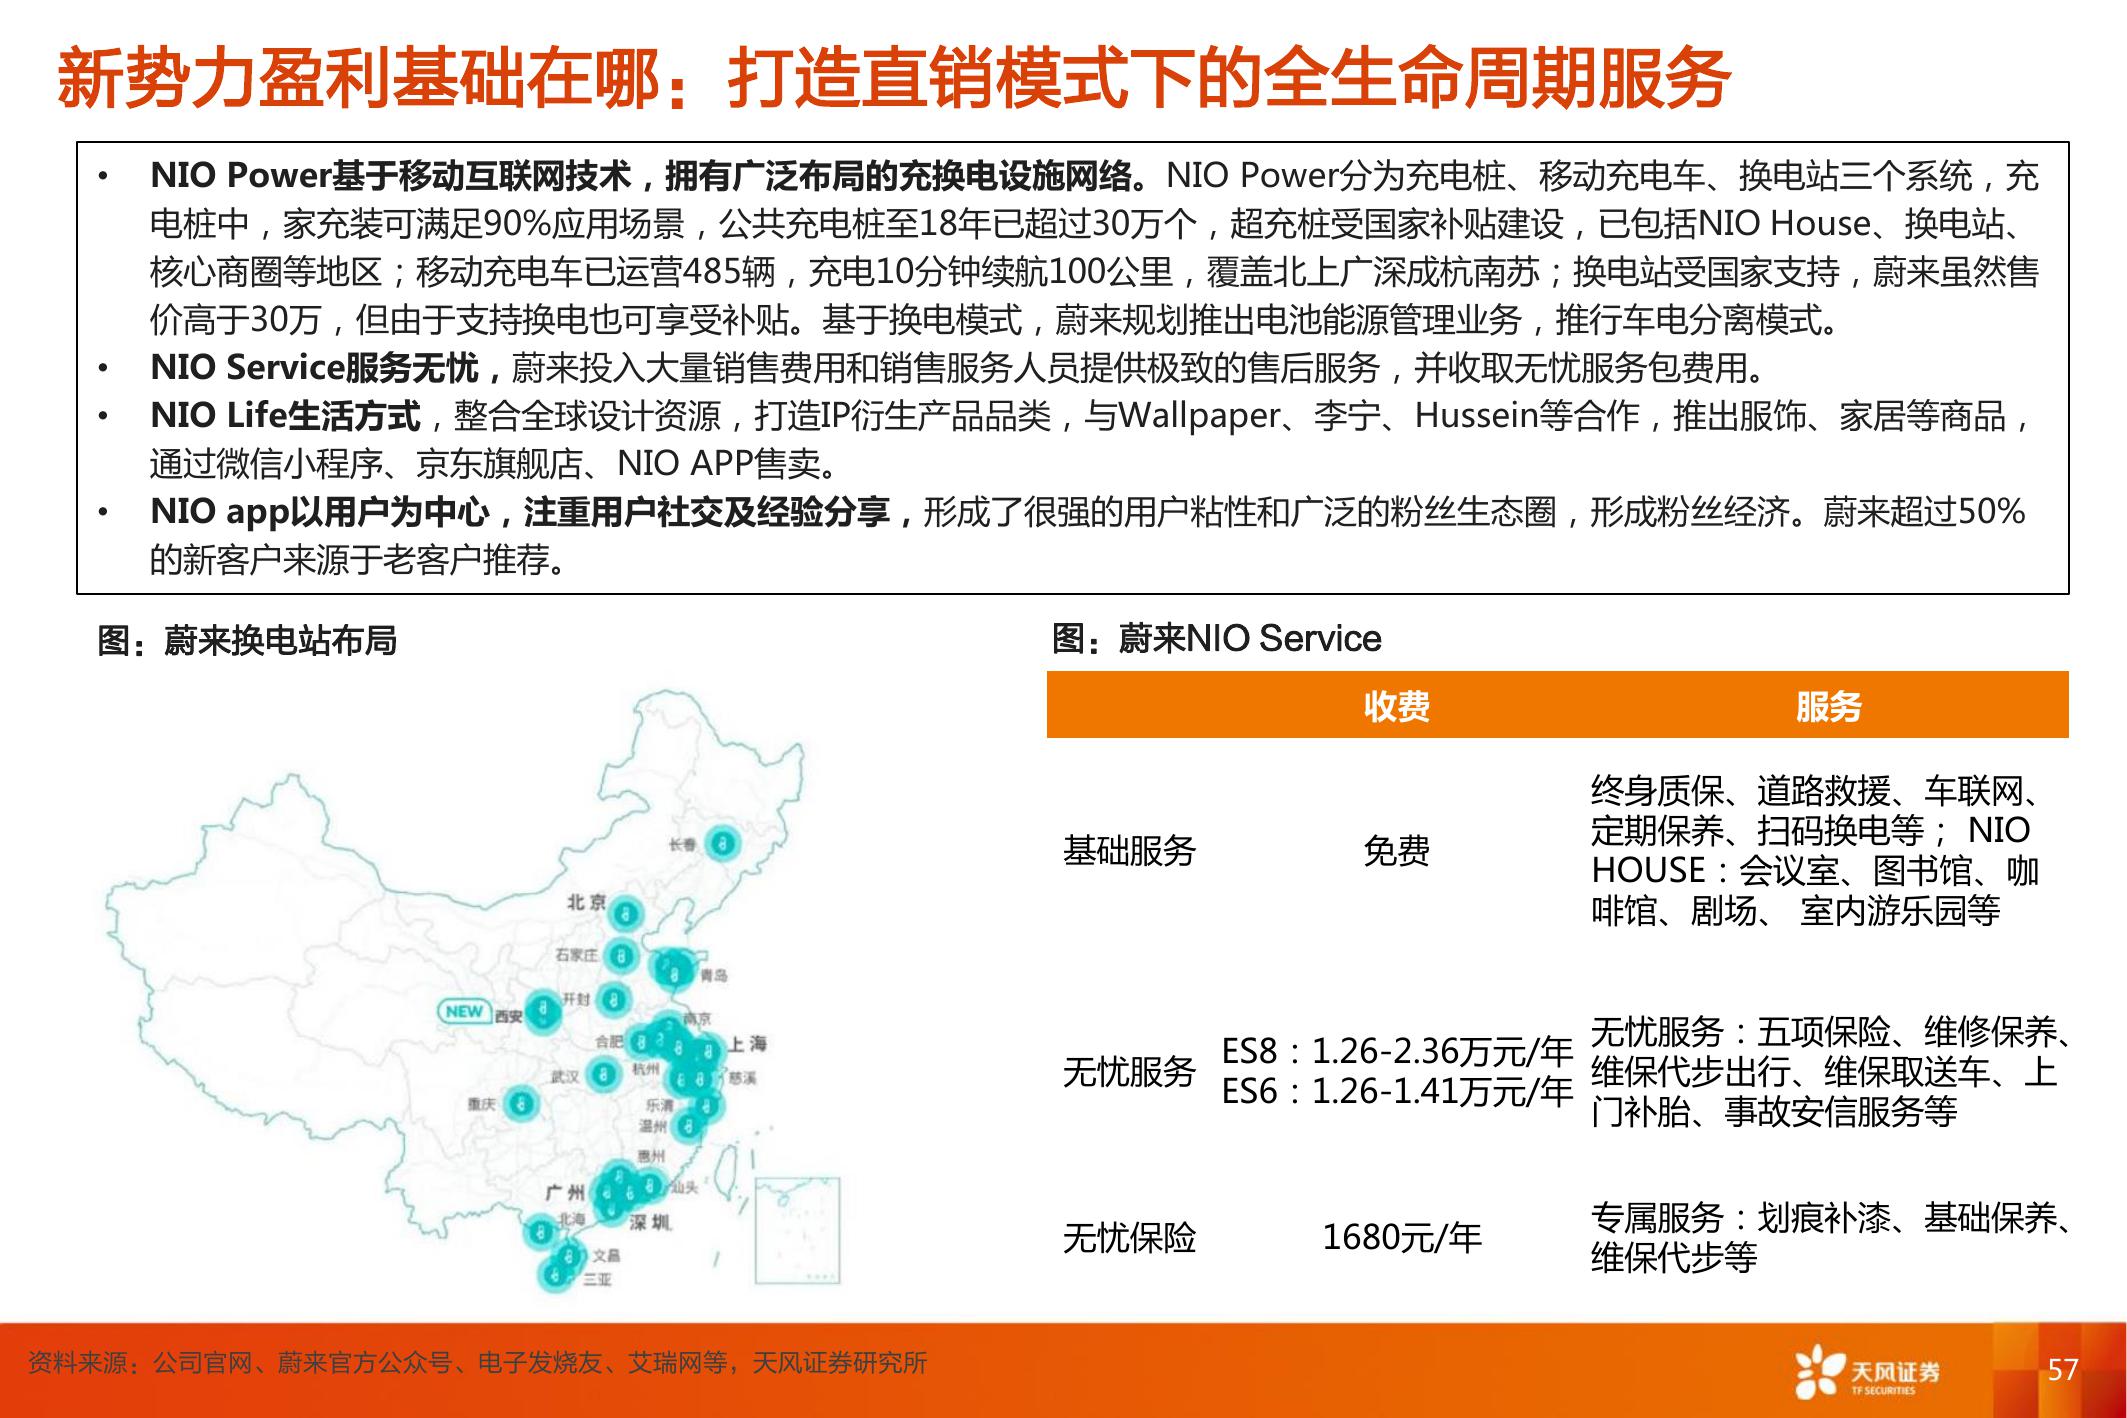 新势力盈利基础在哪：打造直销模式下的全生命周期服务
• NIO Power基于移动互联网技术，拥有广泛布局的充换电设施网络。NIO Power分为充电桩、移动充电车、换电站三个系统，充
电桩中，家充装可满足90%应用场景，公共充电桩至18年已超过30万个，超充桩受国家补贴建设，已包括NIO House、换电站、
核心商圈等地区；移动充电车已运营485辆，充电10分钟续航100公里，覆盖北上广深成杭南苏；换电站受国家支持，蔚来虽然售
价高于30万，但由于支持换电也可享受补贴。基于换电模式，蔚来规划推出电池能源管理业务，推行车电分离模式。
• NIO Service服务无忧，蔚来投入大量销售费用和销售服务人员提供极致的售后服务，并收取无忧服务包费用。
• NIO Life生活方式，整合全球设计资源，打造IP衍生产品品类，与Wallpaper、李宁、Hussein等合作，推出服饰、家居等商品，
通过微信小程序、京东旗舰店、NIO APP售卖。
• NIO app以用户为中心，注重用户社交及经验分享，形成了很强的用户粘性和广泛的粉丝生态圈，形成粉丝经济。蔚来超过50%
的新客户来源于老客户推荐。
图：蔚来换电站布局
长春
北京
石家庄
青岛
开封
NEW 西安
南京
合肥
上海
武汉
杭州
慈溪
重庆
乐清
温州
惠州
广州
汕头
北海
深圳
文昌
三亚
图：蔚来NIO Service
收费 服务
基础服务 免费
终身质保、道路救援、车联网、
定期保养、扫码换电等； NIO
HOUSE：会议室、图书馆、咖
啡馆、剧场、 室内游乐园等
无忧服务
ES8：1.26-2.36万元/年
ES6：1.26-1.41万元/年
无忧服务：五项保险、维修保养、
维保代步出行、维保取送车、上
门补胎、事故安信服务等
无忧保险 1680元/年
专属服务：划痕补漆、基础保养、
维保代步等
资料来源：公司官网、蔚来官方公众号、电子发烧友、艾瑞网等，天风证券研究所
天风证券
TF SECURITIES
57